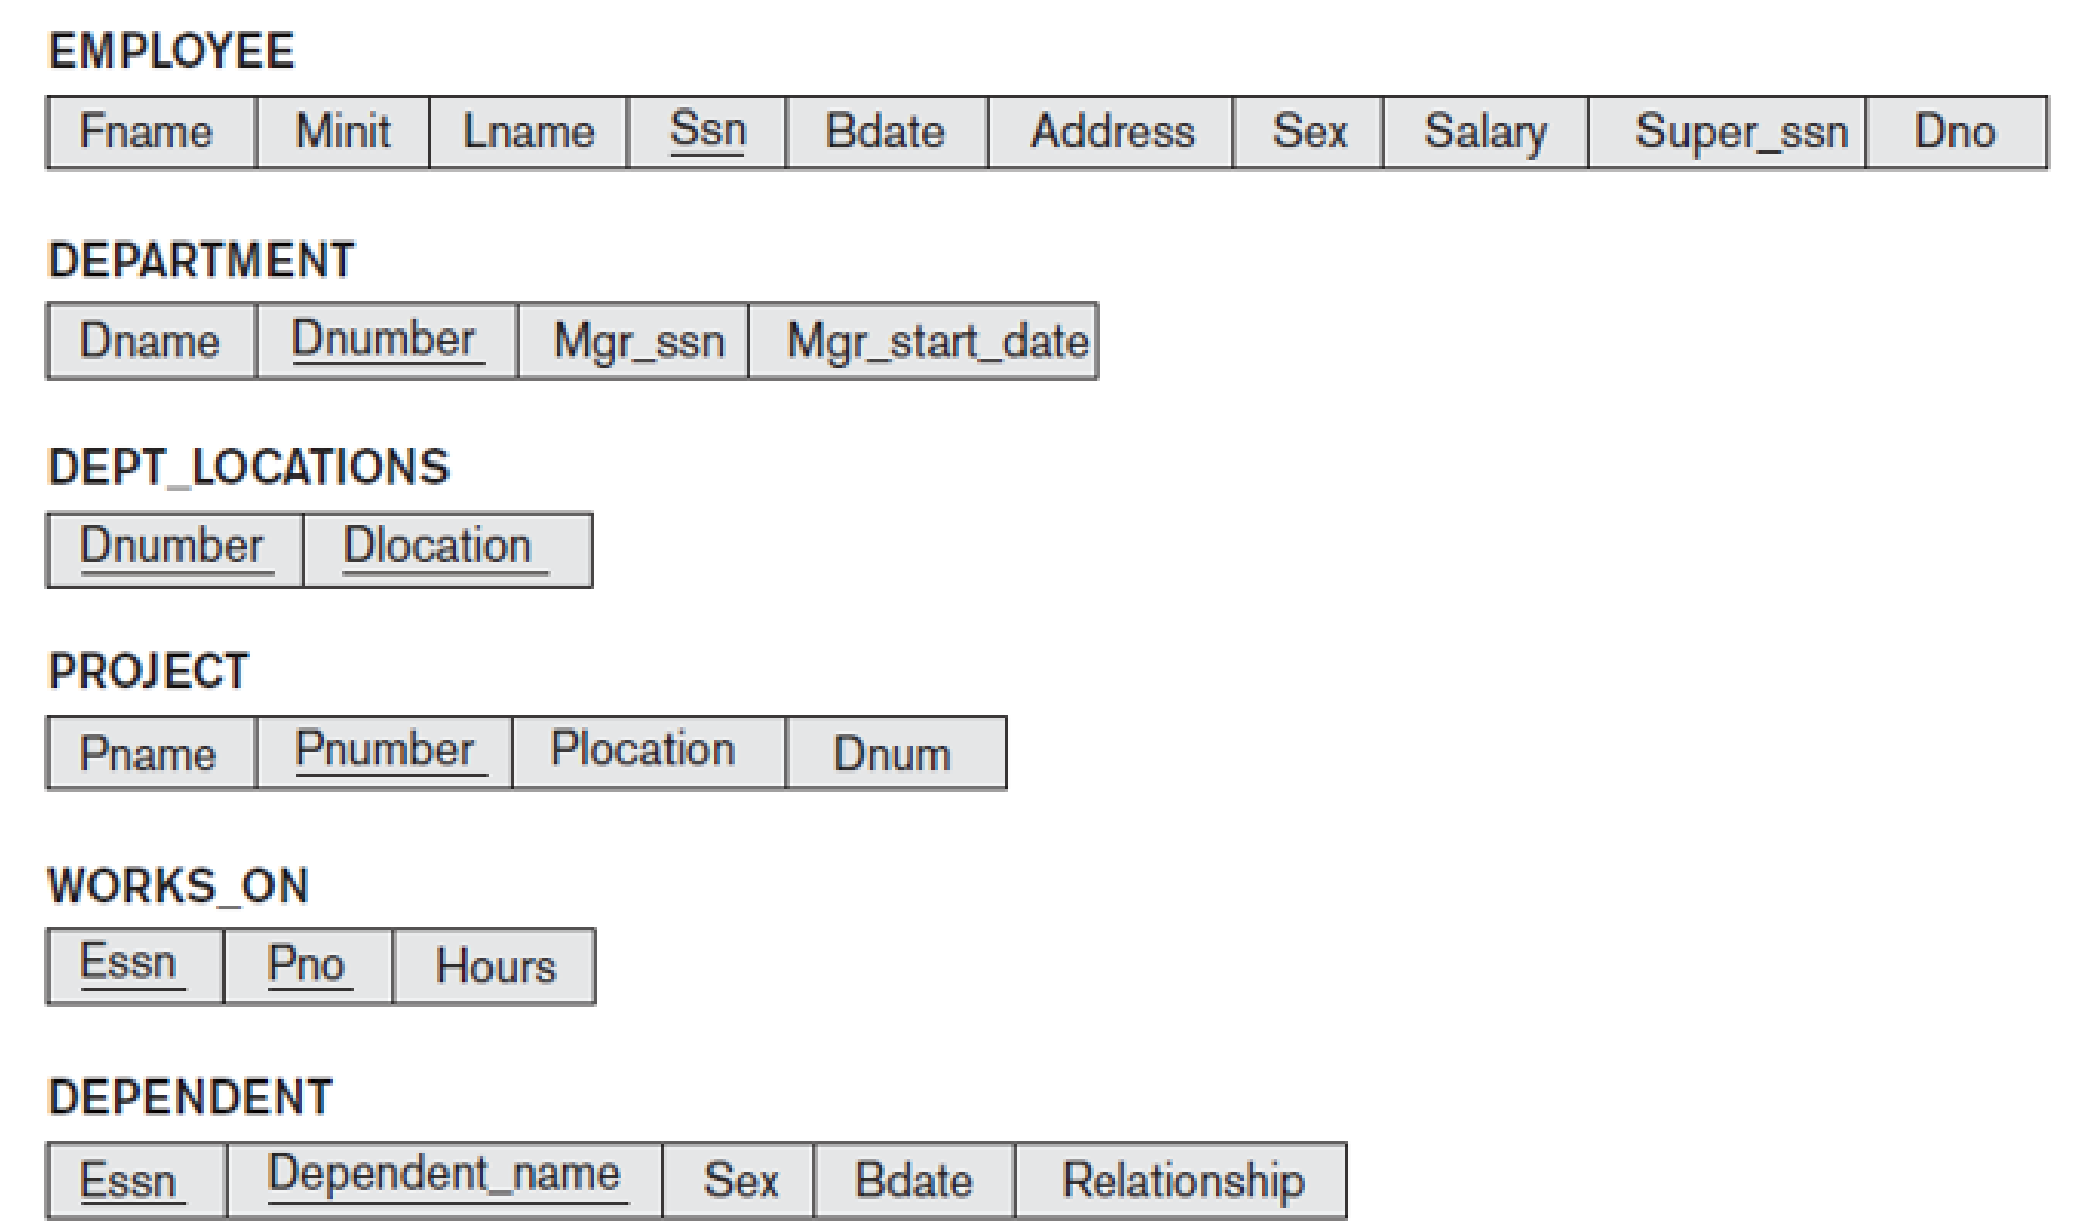 EMPLOYEE
Fname Minit Lname Ssn Bdate Address Sex Salary Super_ssn Dno
DEPARTMENT
Dname Dnumber Mgr_ssn Mgr_start_date
DEPT_LOCATIONS
Dnumber Dlocation
PROJECT
Pname Pnumber Plocation Dnum
WORKS_ON
Essn Pno Hours
DEPENDENT
Essn Dependent_name Sex Bdate Relationship